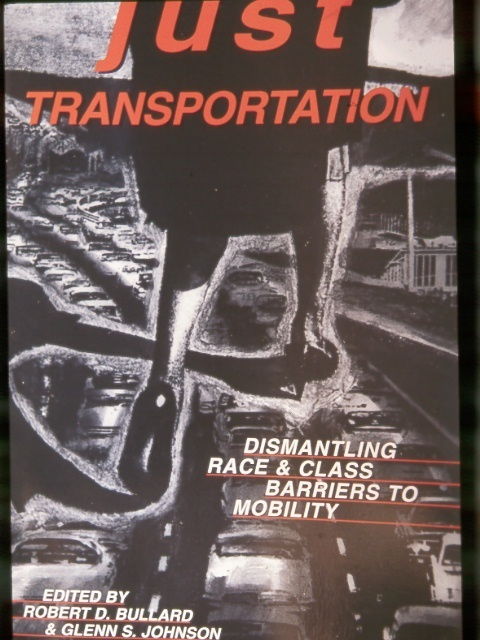 Just
TRANSPORTATION
DISMANTLING
RACE & CLASS
BARRIERS TO
MOBILITY
EDITED BY
ROBERT D. BULLARD
& GLENN S. JOHNSON